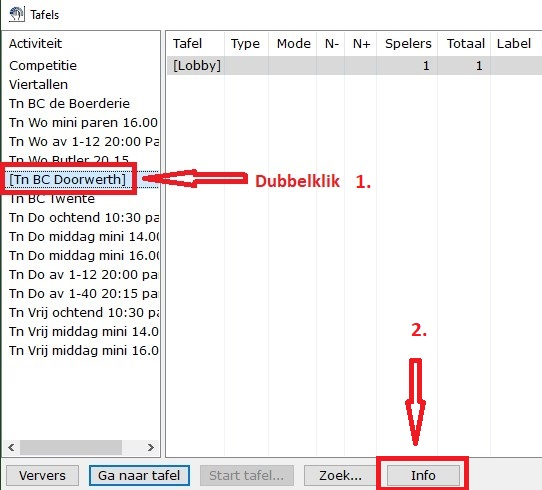 Tafels
Activiteit
Competitie
Viertallen
Tn BC de Boerderie
Tn Wo mini paren 16.00
Tn Wo av 1-12 20:00 Pa
Tn Wo Butler 20.15
[Tn BC Doorwerth]
Tn BC Twente
Tn Do ochtend 10:30 pa
Tn Do middag mini 14.00
Tn Do middag mini 16.00
Tn Do av 1-12 20:00 par
Tn Do av 1-40 20:15 par
Tn Vrij ochtend 10:30 pa
Tn Vrij middag mini 14.0
Tn Vrij middag mini 16.0
Tafel Type Mode N- N+ Spelers Totaal Label
[Lobby] 1 1
Dubbelklik 1.
2.
Ververs Ga naar tafel Start tafel... Zoek... Info